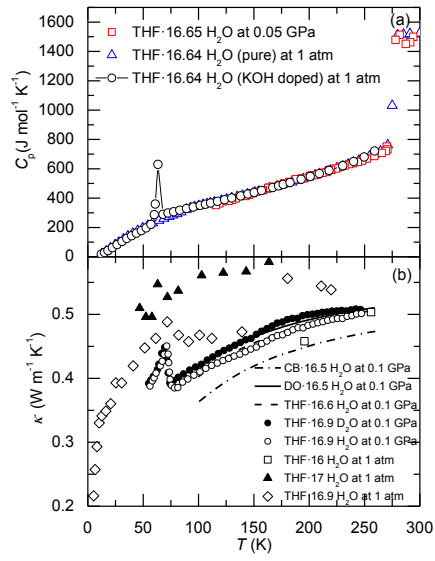 1600
1400
1200
1000
800
600
400
200
0
C_p (J mol⁻¹ K⁻¹)
(a)
THF·16.65 H₂O at 0.05 GPa
THF·16.64 H₂O (pure) at 1 atm
THF·16.64 H₂O (KOH doped) at 1 atm
(b)
0.5
0.4
0.3
0.2
κ (W m⁻¹ K⁻¹)
CB·16.5 H₂O at 0.1 GPa
DO·16.5 H₂O at 0.1 GPa
THF·16.6 H₂O at 0.1 GPa
THF·16.9 D₂O at 0.1 GPa
THF·16.9 H₂O at 0.1 GPa
THF·16 H₂O at 1 atm
THF·17 H₂O at 1 atm
THF·16.9 H₂O at 1 atm
0 50 100 150 200 250 300
T (K)